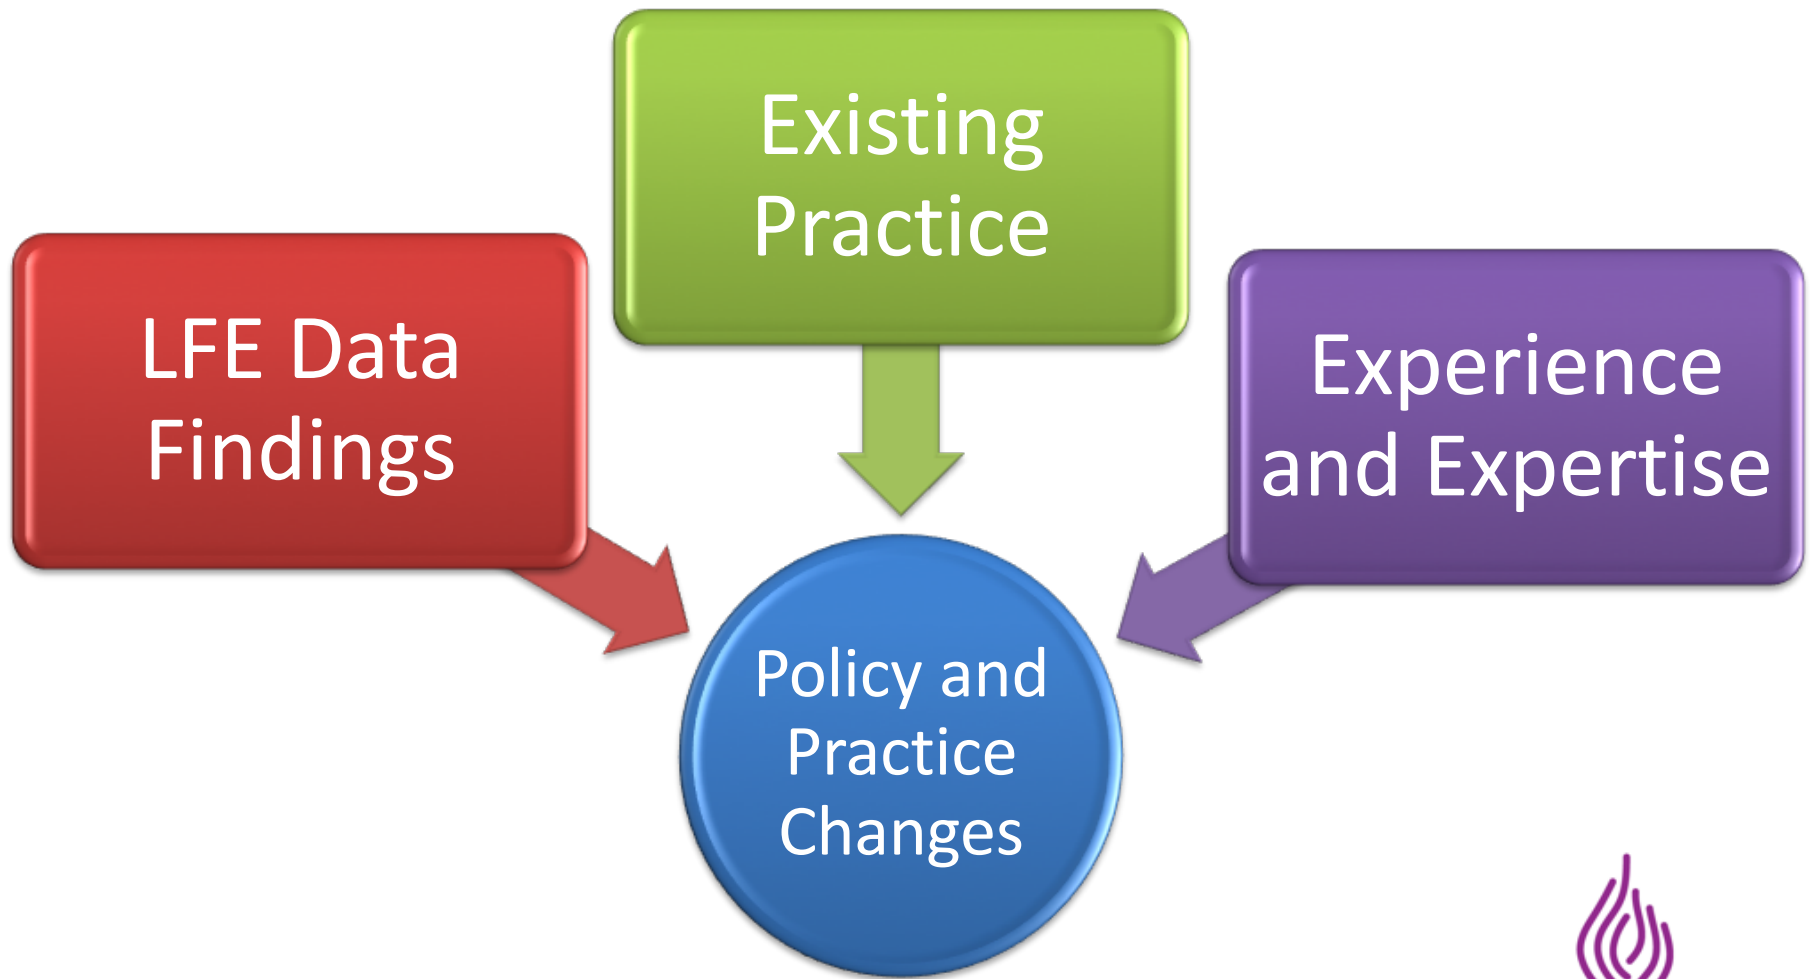 Existing
Practice
LFE Data
Findings
Experience
and Expertise
Policy and
Practice
Changes